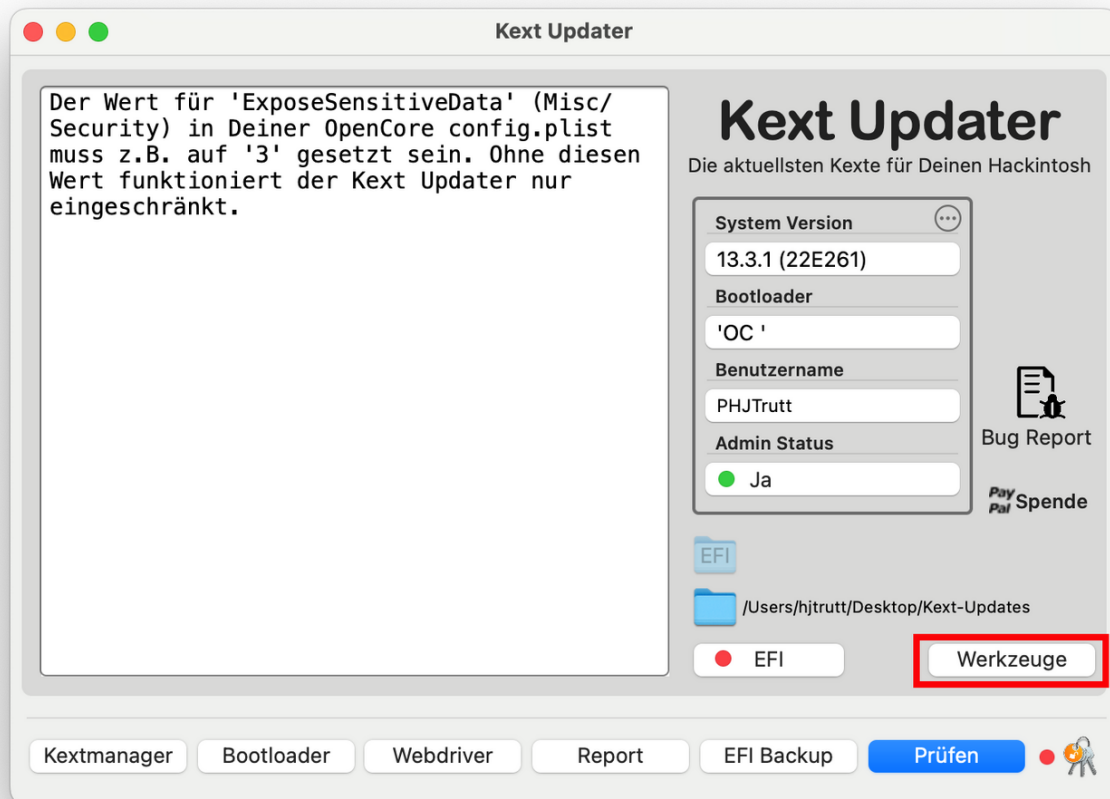 Kext Updater
Der Wert für 'ExposeSensitiveData' (Misc/
Security) in Deiner OpenCore config.plist
muss z.B. auf '3' gesetzt sein. Ohne diesen
Wert funktioniert der Kext Updater nur
eingeschränkt.
Kext Updater
Die aktuellsten Kexte für Deinen Hackintosh
System Version
13.3.1 (22E261)
Bootloader
'OC '
Benutzername
PHJTrutt
Admin Status
Ja
Bug Report
PayPal Spende
EFI
/Users/hjtrutt/Desktop/Kext-Updates
EFI
Werkzeuge
Kextmanager
Bootloader
Webdriver
Report
EFI Backup
Prüfen